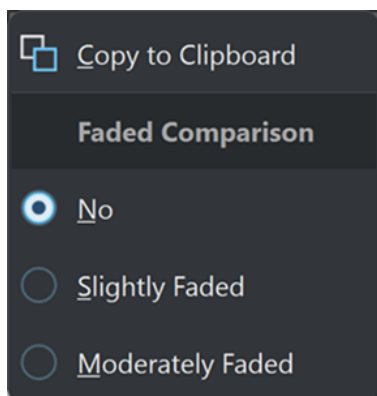 Copy to Clipboard
Faded Comparison
No
Slightly Faded
Moderately Faded